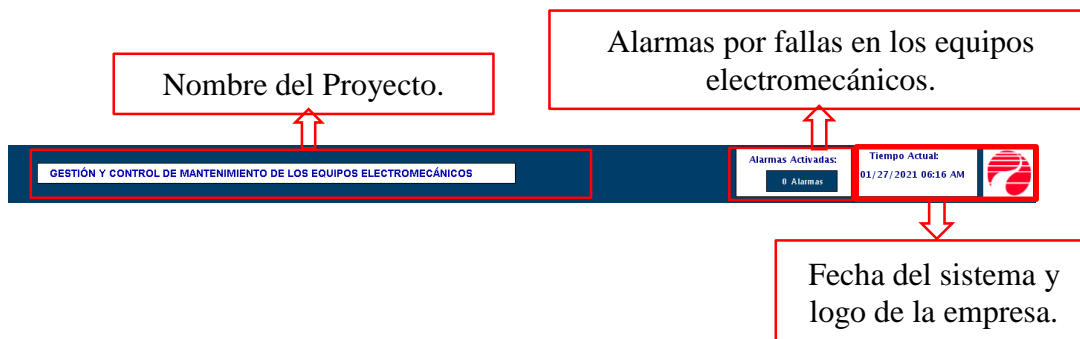 Alarmas por fallas en los equipos
electromecánicos.
Nombre del Proyecto.
GESTIÓN Y CONTROL DE MANTENIMIENTO DE LOS EQUIPOS ELECTROMECÁNICOS
Alarmas Activadas:
0 Alarmas
Tiempo Actual:
01/27/2021 06:16 AM
Fecha del sistema y
logo de la empresa.